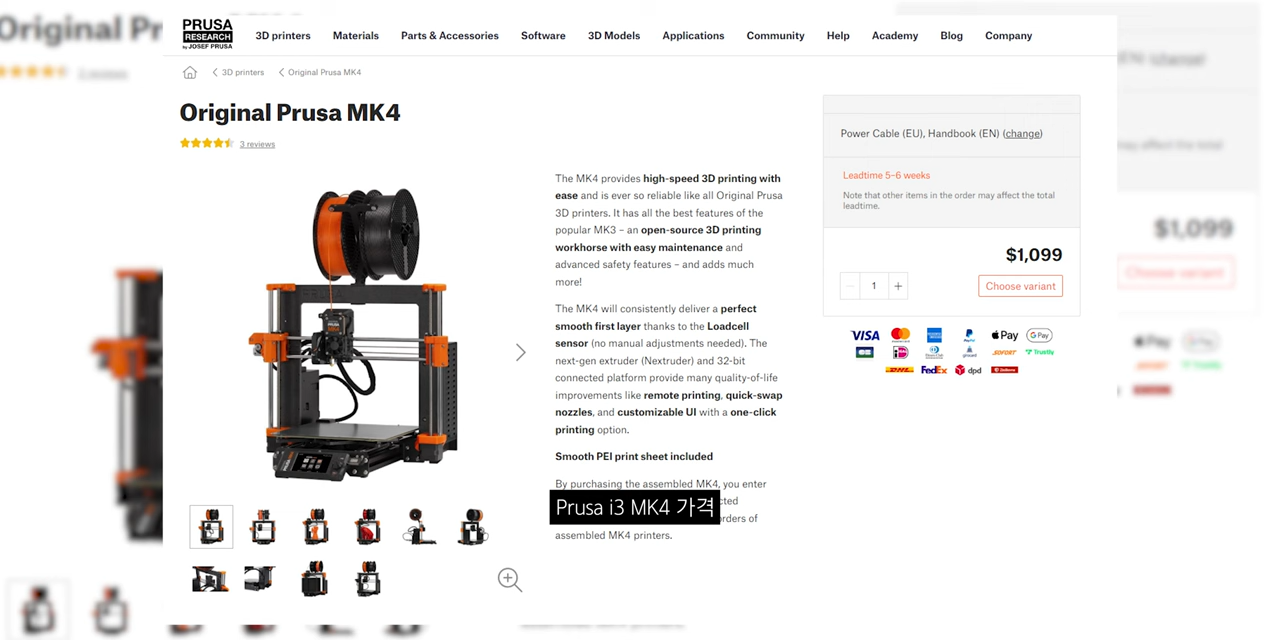 PRUSA
RESEARCH
by JOSEF PRUSA
3D printers
Materials
Parts & Accessories
Software
3D Models
Applications
Community
Help
Academy
Blog
Company
3D printers
Original Prusa MK4
Original Prusa MK4
3 reviews
The MK4 provides high-speed 3D printing with
ease and is ever so reliable like all Original Prusa
3D printers. It has all the best features of the
popular MK3 – an open-source 3D printing
workhorse with easy maintenance and
advanced safety features – and adds much
more!
The MK4 will consistently deliver a perfect
smooth first layer thanks to the Loadcell
sensor (no manual adjustments needed). The
next-gen extruder (Nextruder) and 32-bit
connected platform provide many quality-of-life
improvements like remote printing, quick-swap
nozzles, and customizable UI with a one-click
printing option.
Smooth PEI print sheet included
By purchasing the assembled MK4, you enter
Prusa i3 MK4 가격
assembled MK4 printers.
Power Cable (EU), Handbook (EN) (change)
Leadtime 5–6 weeks
Note that other items in the order may affect the total
leadtime.
$1,099
1
Choose variant
VISA
Pay
G Pay
SOFORT
Trustly
DHL
FedEx
dpd
$1,099
Choose variant